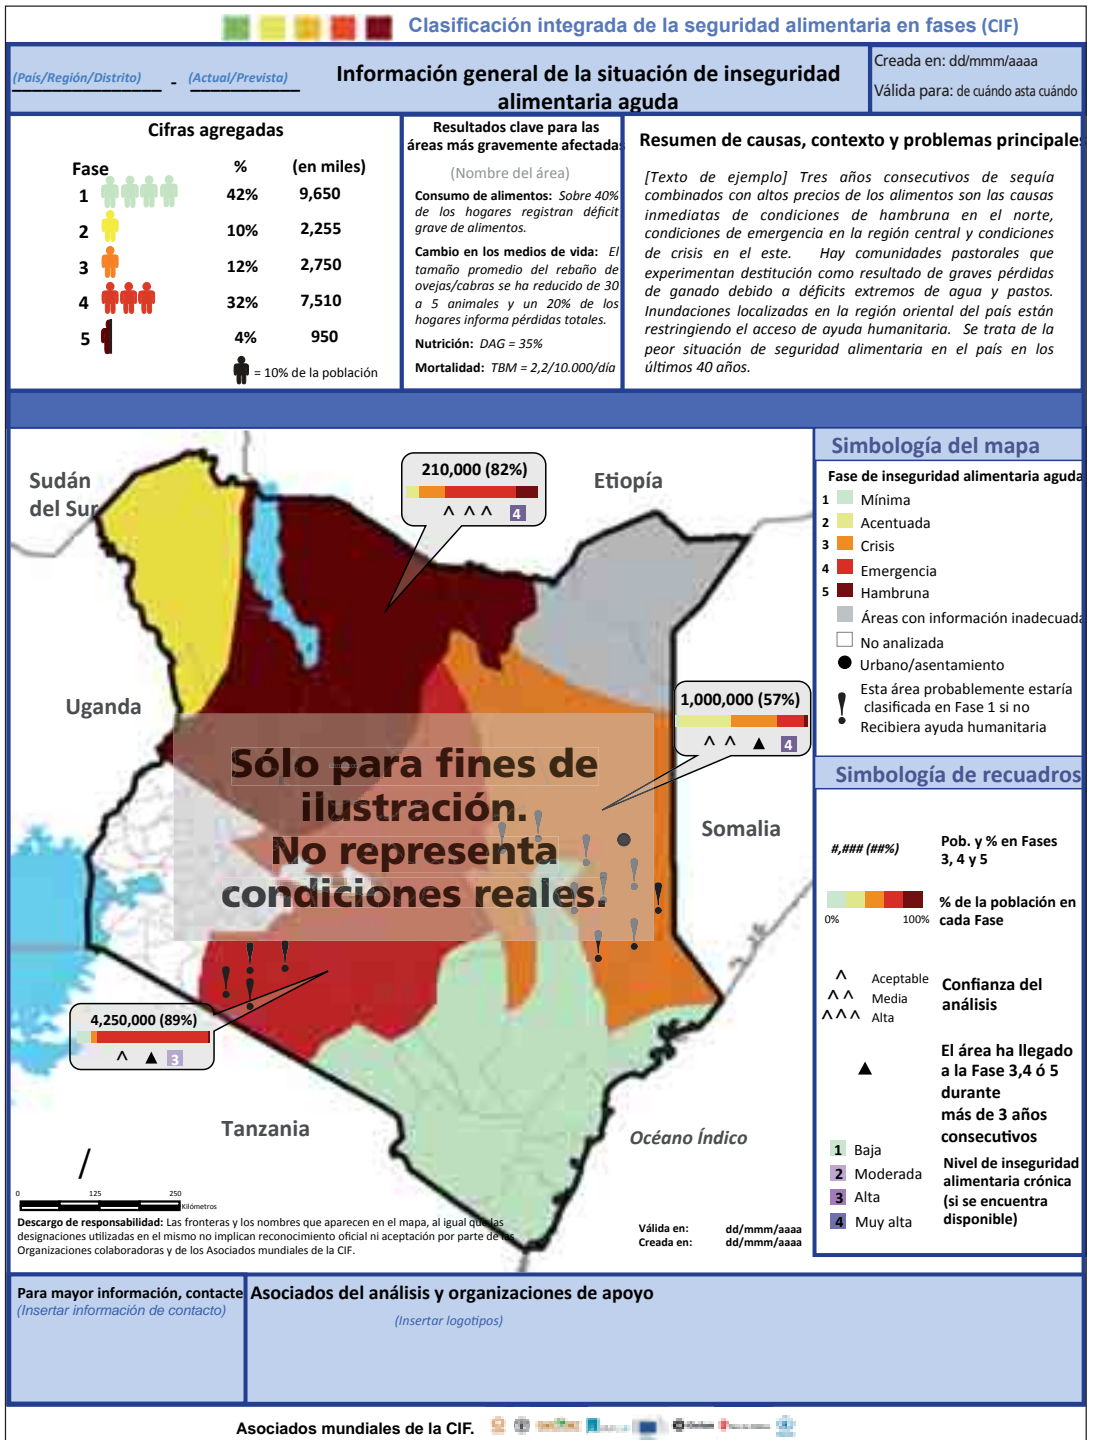 Clasificación integrada de la seguridad alimentaria en fases (CIF)
(País/Región/Distrito) - (Actual/Prevista)
Información general de la situación de inseguridad
alimentaria aguda
Creada en: dd/mmm/aaaa
Válida para: de cuándo asta cuándo
Cifras agregadas
Fase % (en miles)
1 42% 9,650
2 10% 2,255
3 12% 2,750
4 32% 7,510
5 4% 950
= 10% de la población
Resultados clave para las
áreas más gravemente afectadas
(Nombre del área)
Consumo de alimentos: Sobre 40%
de los hogares registran déficit
grave de alimentos.
Cambio en los medios de vida: El
tamaño promedio del rebaño de
ovejas/cabras se ha reducido de 30
a 5 animales y un 20% de los
hogares informa pérdidas totales.
Nutrición: DAG = 35%
Mortalidad: TBM = 2,2/10.000/día
Resumen de causas, contexto y problemas principales
[Texto de ejemplo] Tres años consecutivos de sequía
combinados con altos precios de los alimentos son las causas
inmediatas de condiciones de hambruna en el norte,
condiciones de emergencia en la región central y condiciones
de crisis en el este. Hay comunidades pastorales que
experimentan destitución como resultado de graves pérdidas
de ganado debido a déficits extremos de agua y pastos.
Inundaciones localizadas en la región oriental del país están
restringiendo el acceso de ayuda humanitaria. Se trata de la
peor situación de seguridad alimentaria en el país en los
últimos 40 años.
Sudán
del Sur
Etiopía
Uganda
Somalia
Tanzania
Océano Índico
210,000 (82%)
^ ^ ^ 4
1,000,000 (57%)
^ ^ ▲ 4
4,250,000 (89%)
^ ▲ 3
Sólo para fines de
ilustración.
No representa
condiciones reales.
0 125 250
Kilómetros
Descargo de responsabilidad: Las fronteras y los nombres que aparecen en el mapa, al igual que las
designaciones utilizadas en el mismo no implican reconocimiento oficial ni aceptación por parte de las
Organizaciones colaboradoras y de los Asociados mundiales de la CIF.
Válida en: dd/mmm/aaaa
Creada en: dd/mmm/aaaa
Simbología del mapa
Fase de inseguridad alimentaria aguda
1 Mínima
2 Acentuada
3 Crisis
4 Emergencia
5 Hambruna
Áreas con información inadecuada
No analizada
Urbano/asentamiento
Esta área probablemente estaría
clasificada en Fase 1 si no
Recibiera ayuda humanitaria
Simbología de recuadros
#,### (##%) Pob. y % en Fases
3, 4 y 5
% de la población en
cada Fase
0% 100%
^ Aceptable
^ ^ Media
^ ^ ^ Alta
Confianza del
análisis
▲ El área ha llegado
a la Fase 3,4 ó 5
durante
más de 3 años
consecutivos
1 Baja
2 Moderada
3 Alta
4 Muy alta
Nivel de inseguridad
alimentaria crónica
(si se encuentra
disponible)
Para mayor información, contacte
(Insertar información de contacto)
Asociados del análisis y organizaciones de apoyo
(Insertar logotipos)
Asociados mundiales de la CIF.